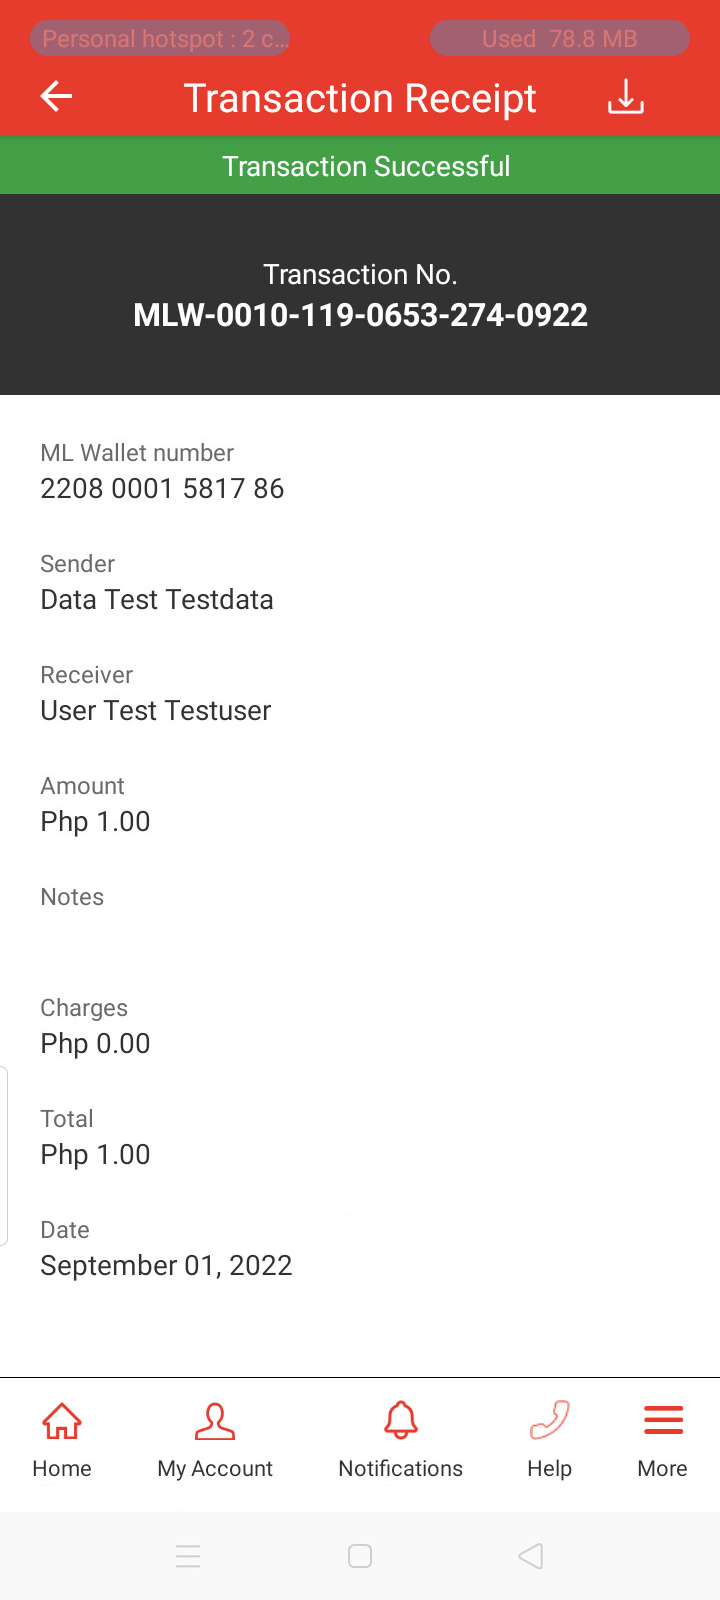 Personal hotspot : 2 c...
Used 78.8 MB
Transaction Receipt
Transaction Successful
Transaction No.
MLW-0010-119-0653-274-0922
ML Wallet number
2208 0001 5817 86
Sender
Data Test Testdata
Receiver
User Test Testuser
Amount
Php 1.00
Notes
Charges
Php 0.00
Total
Php 1.00
Date
September 01, 2022
Home My Account Notifications Help More